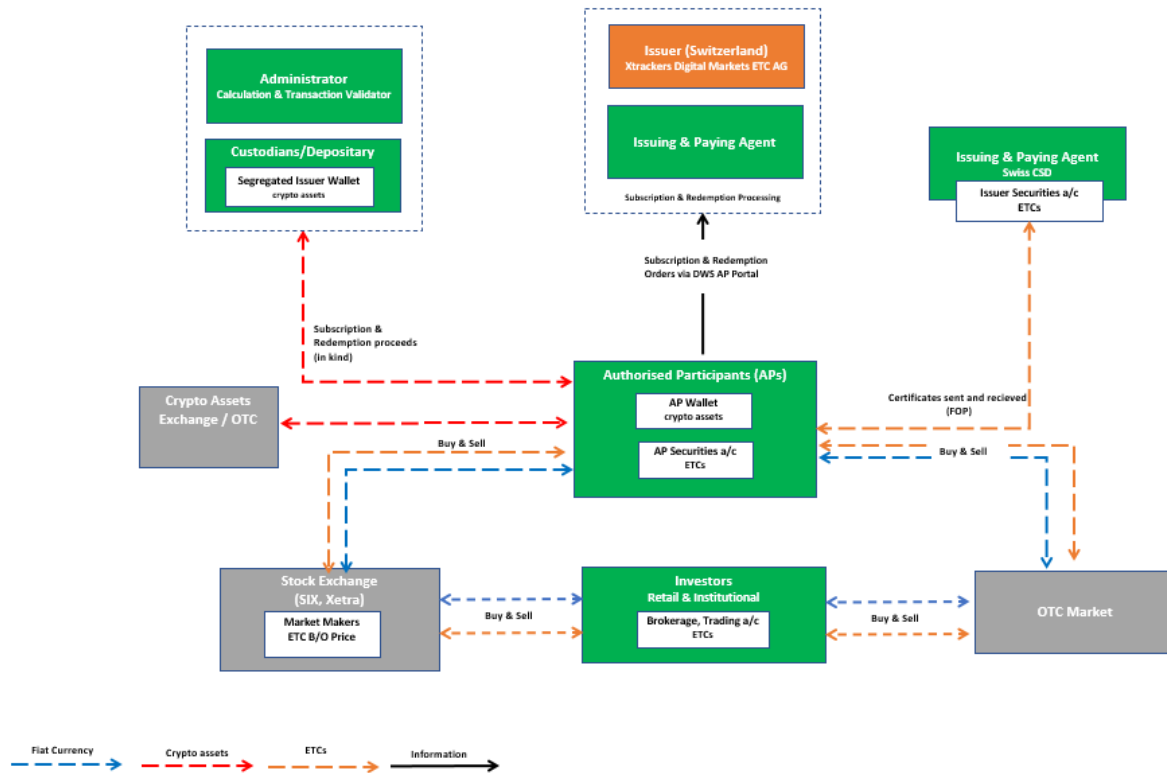 Administrator
Calculation & Transaction Validator
Custodians/Depositary
Segregated Issuer Wallet
crypto assets
Issuer (Switzerland)
Xtrackers Digital Markets ETC AG
Issuing & Paying Agent
Subscription & Redemption Processing
Issuing & Paying Agent
Swiss CSD
Issuer Securities a/c
ETCs
Subscription & Redemption
Orders via DWS AP Portal
Subscription &
Redemption proceeds
(in kind)
Authorised Participants (APs)
AP Wallet
crypto assets
AP Securities a/c
ETCs
Crypto Assets
Exchange / OTC
Certificates sent and recieved
(FOP)
Buy & Sell
Buy & Sell
Stock Exchange
(SIX, Xetra)
Market Makers
ETC B/O Price
Buy & Sell
Investors
Retail & Institutional
Brokerage, Trading a/c
ETCs
Buy & Sell
OTC Market
Fiat Currency
Crypto assets
ETCs
Information